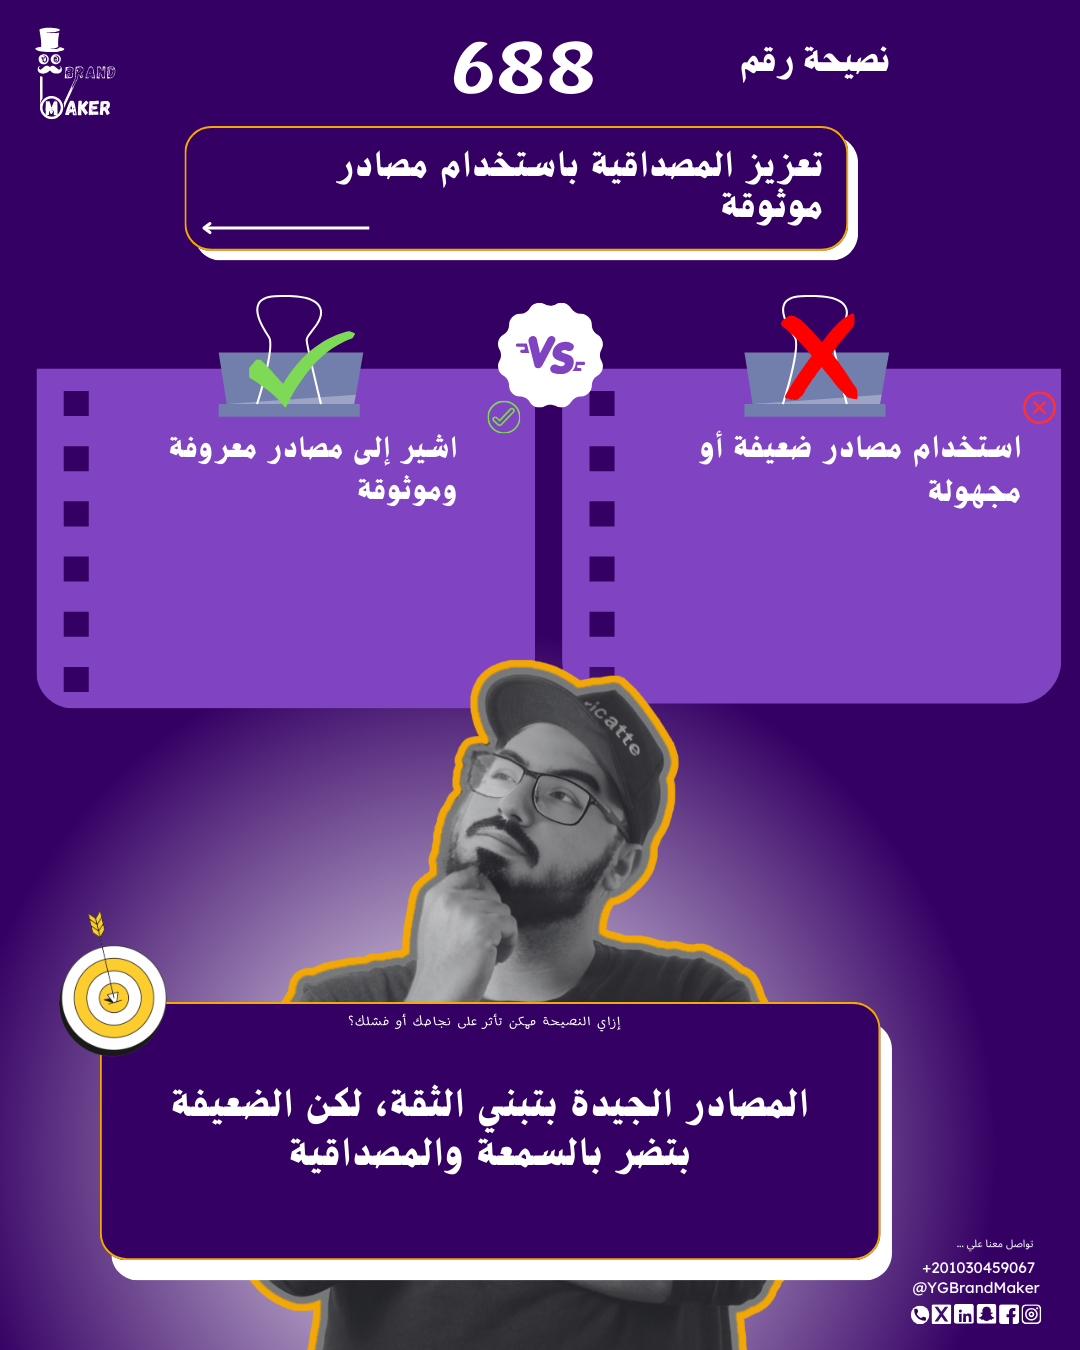 BRAND
MAKER
نصيحة رقم
688
تعزيز المصداقية باستخدام مصادر
موثوقة
VS
استخدام مصادر ضعيفة أو
مجهولة
اشير إلى مصادر معروفة
وموثوقة
icatte
إزاي النصيحة ممكن تأثر على نجاحك أو فشلك؟
المصادر الجيدة بتبني الثقة، لكن الضعيفة
بتضر بالسمعة والمصداقية
تواصل معنا علي ...
+201030459067
@YGBrandMaker